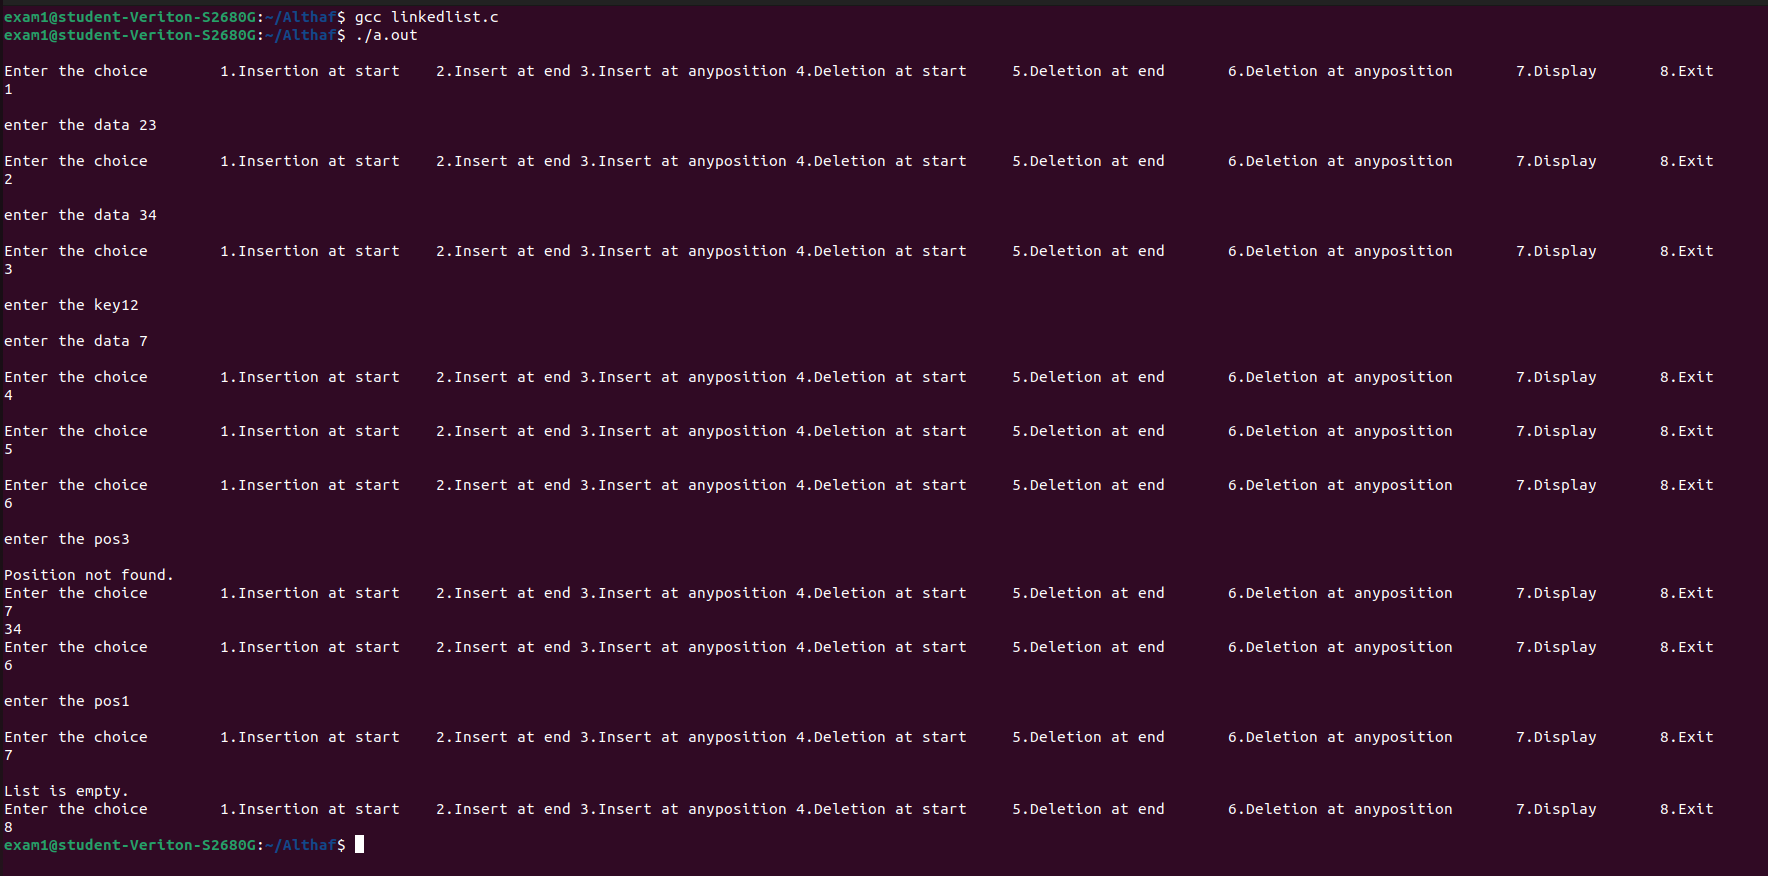 exam1@student-Veriton-S2680G:~/Althaf$ gcc linkedlist.c
exam1@student-Veriton-S2680G:~/Althaf$ ./a.out
Enter the choice 1.Insertion at start 2.Insert at end 3.Insert at anyposition 4.Deletion at start 5.Deletion at end 6.Deletion at anyposition 7.Display 8.Exit
1
enter the data 23
Enter the choice 1.Insertion at start 2.Insert at end 3.Insert at anyposition 4.Deletion at start 5.Deletion at end 6.Deletion at anyposition 7.Display 8.Exit
2
enter the data 34
Enter the choice 1.Insertion at start 2.Insert at end 3.Insert at anyposition 4.Deletion at start 5.Deletion at end 6.Deletion at anyposition 7.Display 8.Exit
3
enter the key12
enter the data 7
Enter the choice 1.Insertion at start 2.Insert at end 3.Insert at anyposition 4.Deletion at start 5.Deletion at end 6.Deletion at anyposition 7.Display 8.Exit
4
Enter the choice 1.Insertion at start 2.Insert at end 3.Insert at anyposition 4.Deletion at start 5.Deletion at end 6.Deletion at anyposition 7.Display 8.Exit
5
Enter the choice 1.Insertion at start 2.Insert at end 3.Insert at anyposition 4.Deletion at start 5.Deletion at end 6.Deletion at anyposition 7.Display 8.Exit
6
enter the pos3
Position not found.
Enter the choice 1.Insertion at start 2.Insert at end 3.Insert at anyposition 4.Deletion at start 5.Deletion at end 6.Deletion at anyposition 7.Display 8.Exit
7
34
Enter the choice 1.Insertion at start 2.Insert at end 3.Insert at anyposition 4.Deletion at start 5.Deletion at end 6.Deletion at anyposition 7.Display 8.Exit
6
enter the pos1
Enter the choice 1.Insertion at start 2.Insert at end 3.Insert at anyposition 4.Deletion at start 5.Deletion at end 6.Deletion at anyposition 7.Display 8.Exit
7
List is empty.
Enter the choice 1.Insertion at start 2.Insert at end 3.Insert at anyposition 4.Deletion at start 5.Deletion at end 6.Deletion at anyposition 7.Display 8.Exit
8
exam1@student-Veriton-S2680G:~/Althaf$